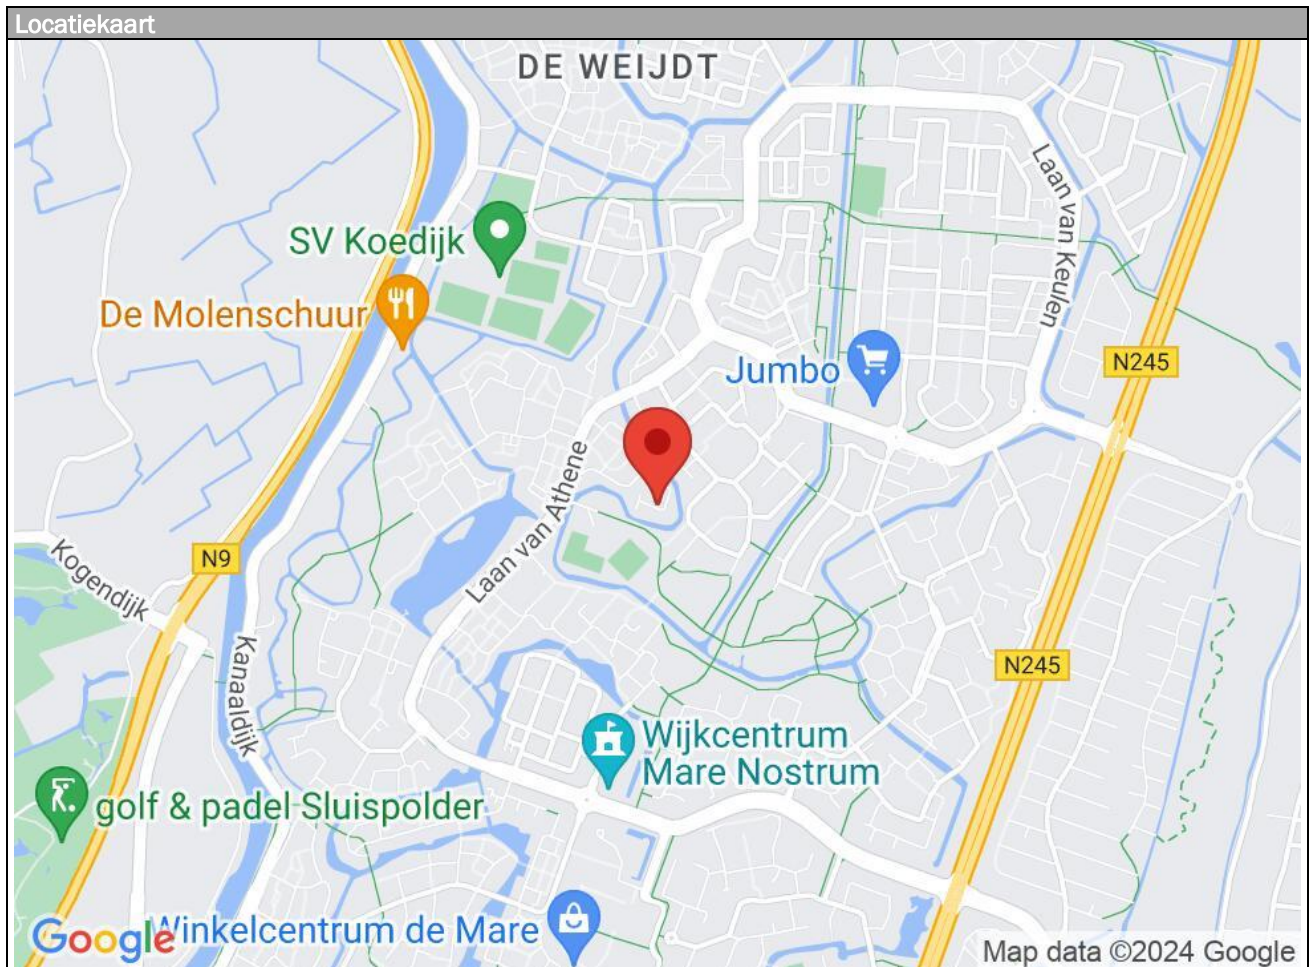 Locatiekaart
DE WEIJDT
Laan van Keulen
SV Koedijk
De Molenschuur
Jumbo
N245
Laan van Athene
N9
Kogendijk
Kanaaldijk
N245
Wijkcentrum
Mare Nostrum
golf & padel Sluispolder
Winkelcentrum de Mare
Google
Map data ©2024 Google